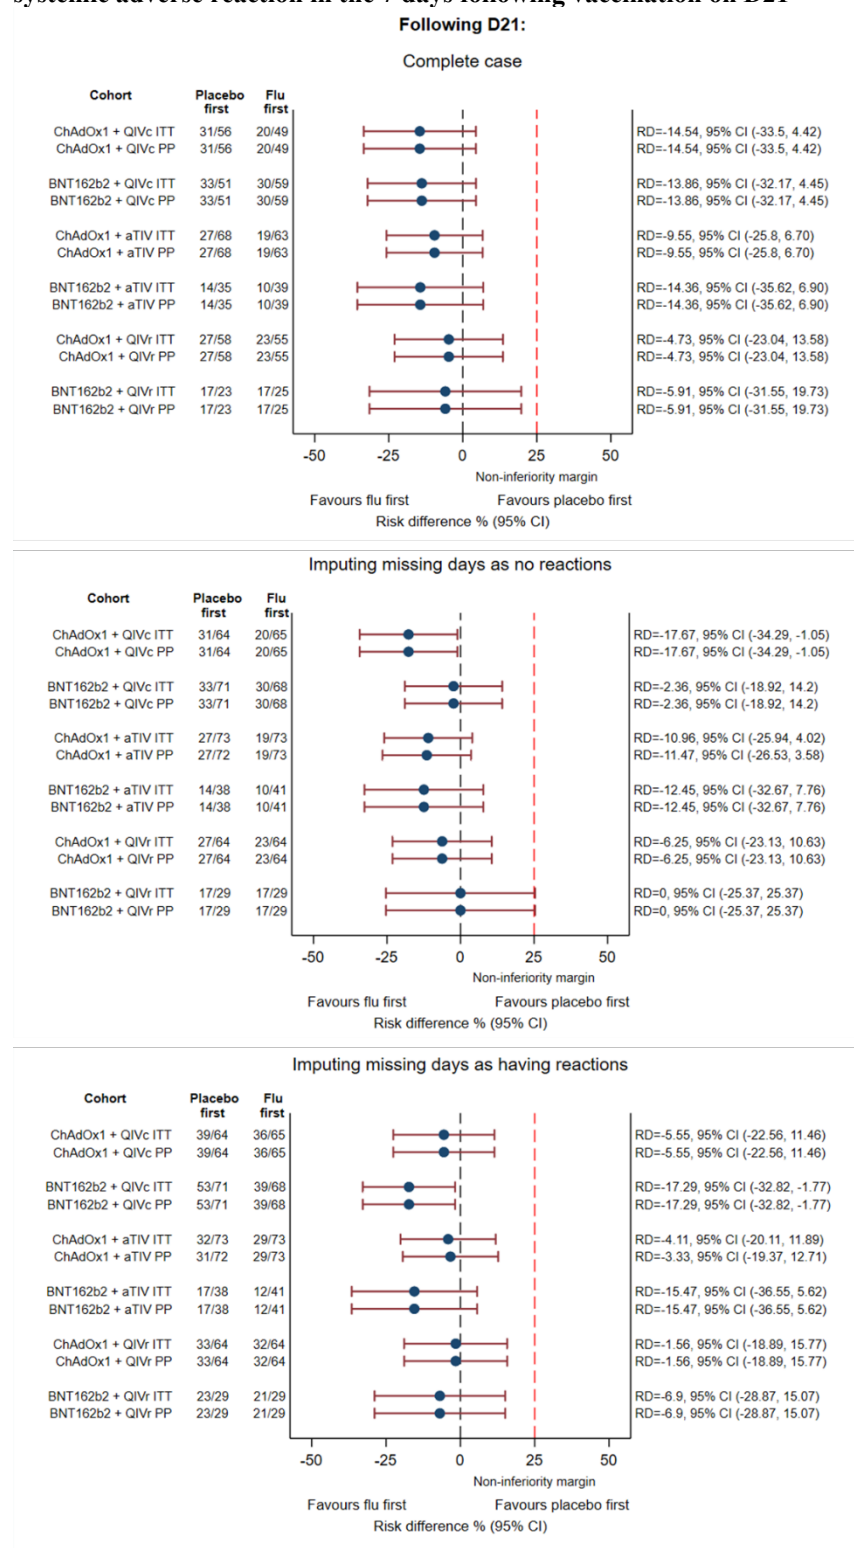 systemic adverse reaction in the 7 days following vaccination on D21
Following D21:
Complete case
Cohort Placebo first Flu first
ChAdOx1 + QIVc ITT 31/56 20/49 RD=-14.54, 95% CI (-33.5, 4.42)
ChAdOx1 + QIVc PP 31/56 20/49 RD=-14.54, 95% CI (-33.5, 4.42)
BNT162b2 + QIVc ITT 33/51 30/59 RD=-13.86, 95% CI (-32.17, 4.45)
BNT162b2 + QIVc PP 33/51 30/59 RD=-13.86, 95% CI (-32.17, 4.45)
ChAdOx1 + aTIV ITT 27/68 19/63 RD=-9.55, 95% CI (-25.8, 6.70)
ChAdOx1 + aTIV PP 27/68 19/63 RD=-9.55, 95% CI (-25.8, 6.70)
BNT162b2 + aTIV ITT 14/35 10/39 RD=-14.36, 95% CI (-35.62, 6.90)
BNT162b2 + aTIV PP 14/35 10/39 RD=-14.36, 95% CI (-35.62, 6.90)
ChAdOx1 + QIVr ITT 27/58 23/55 RD=-4.73, 95% CI (-23.04, 13.58)
ChAdOx1 + QIVr PP 27/58 23/55 RD=-4.73, 95% CI (-23.04, 13.58)
BNT162b2 + QIVr ITT 17/23 17/25 RD=-5.91, 95% CI (-31.55, 19.73)
BNT162b2 + QIVr PP 17/23 17/25 RD=-5.91, 95% CI (-31.55, 19.73)
-50 -25 0 25 50
Non-inferiority margin
Favours flu first Favours placebo first
Risk difference % (95% CI)
Imputing missing days as no reactions
Cohort Placebo first Flu first
ChAdOx1 + QIVc ITT 31/64 20/65 RD=-17.67, 95% CI (-34.29, -1.05)
ChAdOx1 + QIVc PP 31/64 20/65 RD=-17.67, 95% CI (-34.29, -1.05)
BNT162b2 + QIVc ITT 33/71 30/68 RD=-2.36, 95% CI (-18.92, 14.2)
BNT162b2 + QIVc PP 33/71 30/68 RD=-2.36, 95% CI (-18.92, 14.2)
ChAdOx1 + aTIV ITT 27/73 19/73 RD=-10.96, 95% CI (-25.94, 4.02)
ChAdOx1 + aTIV PP 27/72 19/73 RD=-11.47, 95% CI (-26.53, 3.58)
BNT162b2 + aTIV ITT 14/38 10/41 RD=-12.45, 95% CI (-32.67, 7.76)
BNT162b2 + aTIV PP 14/38 10/41 RD=-12.45, 95% CI (-32.67, 7.76)
ChAdOx1 + QIVr ITT 27/64 23/64 RD=-6.25, 95% CI (-23.13, 10.63)
ChAdOx1 + QIVr PP 27/64 23/64 RD=-6.25, 95% CI (-23.13, 10.63)
BNT162b2 + QIVr ITT 17/29 17/29 RD=0, 95% CI (-25.37, 25.37)
BNT162b2 + QIVr PP 17/29 17/29 RD=0, 95% CI (-25.37, 25.37)
-50 -25 0 25 50
Non-inferiority margin
Favours flu first Favours placebo first
Risk difference % (95% CI)
Imputing missing days as having reactions
Cohort Placebo first Flu first
ChAdOx1 + QIVc ITT 39/64 36/65 RD=-5.55, 95% CI (-22.56, 11.46)
ChAdOx1 + QIVc PP 39/64 36/65 RD=-5.55, 95% CI (-22.56, 11.46)
BNT162b2 + QIVc ITT 53/71 39/68 RD=-17.29, 95% CI (-32.82, -1.77)
BNT162b2 + QIVc PP 53/71 39/68 RD=-17.29, 95% CI (-32.82, -1.77)
ChAdOx1 + aTIV ITT 32/73 29/73 RD=-4.11, 95% CI (-20.11, 11.89)
ChAdOx1 + aTIV PP 31/72 29/73 RD=-3.33, 95% CI (-19.37, 12.71)
BNT162b2 + aTIV ITT 17/38 12/41 RD=-15.47, 95% CI (-36.55, 5.62)
BNT162b2 + aTIV PP 17/38 12/41 RD=-15.47, 95% CI (-36.55, 5.62)
ChAdOx1 + QIVr ITT 33/64 32/64 RD=-1.56, 95% CI (-18.89, 15.77)
ChAdOx1 + QIVr PP 33/64 32/64 RD=-1.56, 95% CI (-18.89, 15.77)
BNT162b2 + QIVr ITT 23/29 21/29 RD=-6.9, 95% CI (-28.87, 15.07)
BNT162b2 + QIVr PP 23/29 21/29 RD=-6.9, 95% CI (-28.87, 15.07)
-50 -25 0 25 50
Non-inferiority margin
Favours flu first Favours placebo first
Risk difference % (95% CI)